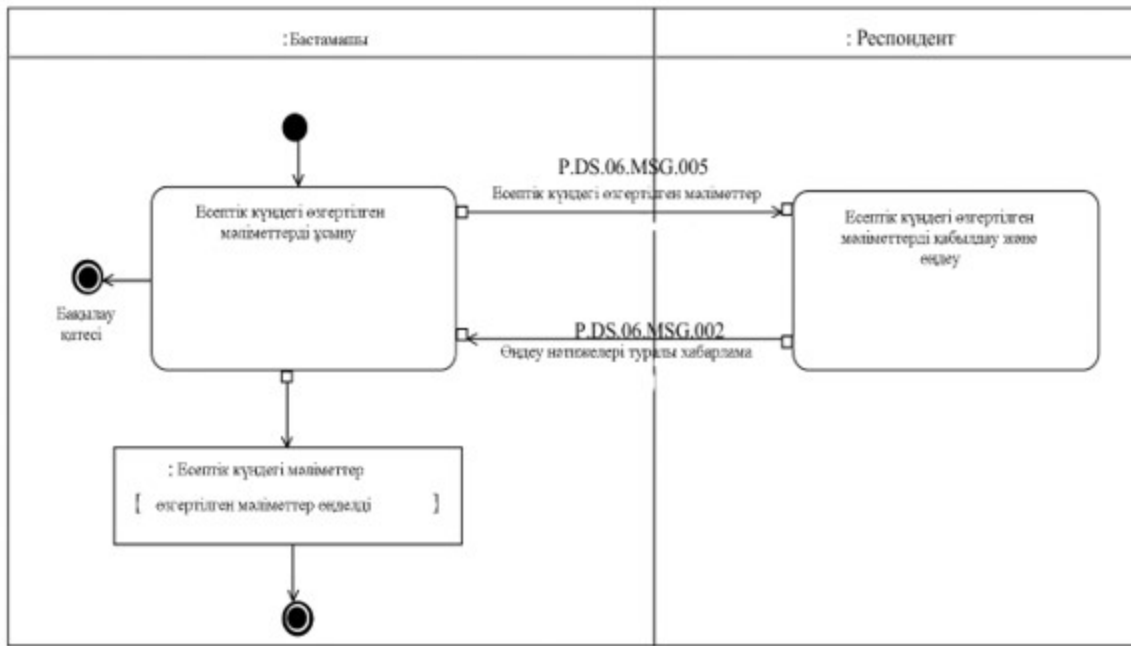 : Бастамашы
: Респондент
P.DS.06.MSG.005
Есептік күндегі өзгертілген мәліметтер
Есептік күндегі өзгертілген
мәліметтерді ұсыну
Есептік күндегі өзгертілген
мәліметтерді қабылдау және
өңдеу
Бақылау
қатесі
P.DS.06.MSG.002
Өңдеу нәтижелері туралы хабарлама
: Есептік күндегі мәліметтер
[ өзгертілген мәліметтер өңделді ]